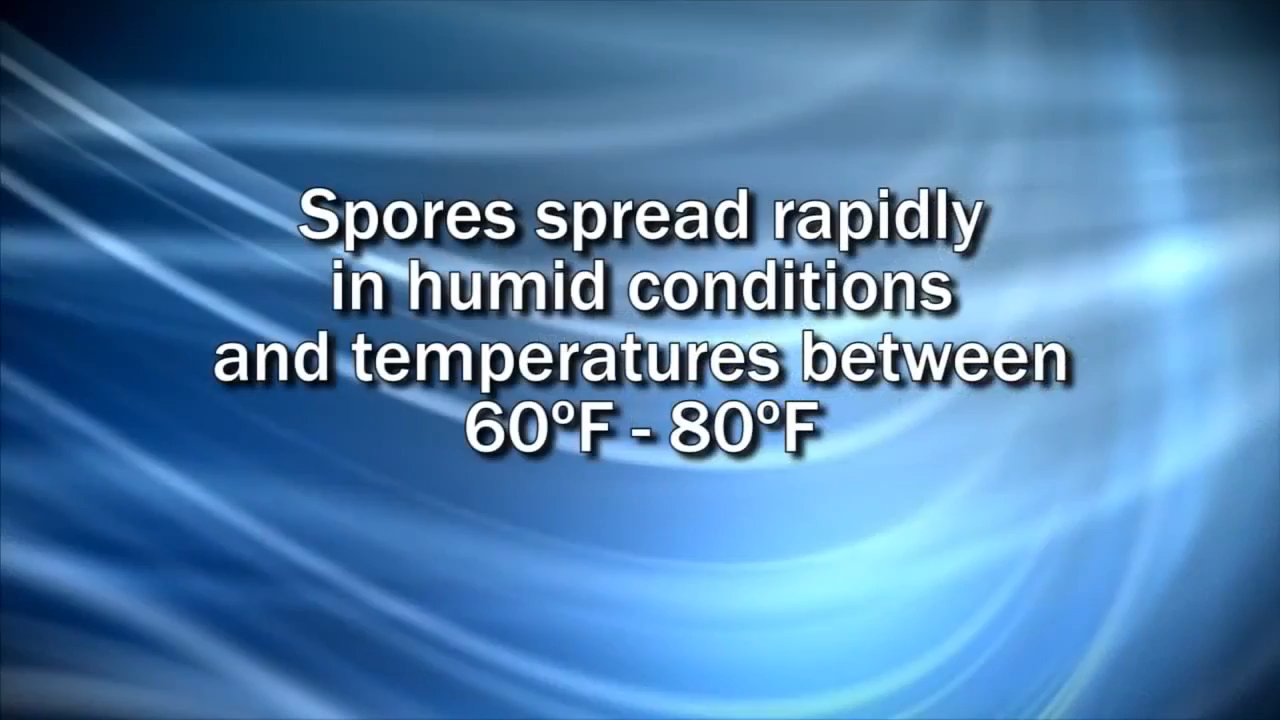 Spores spread rapidly
in humid conditions
and temperatures between
60ºF - 80ºF